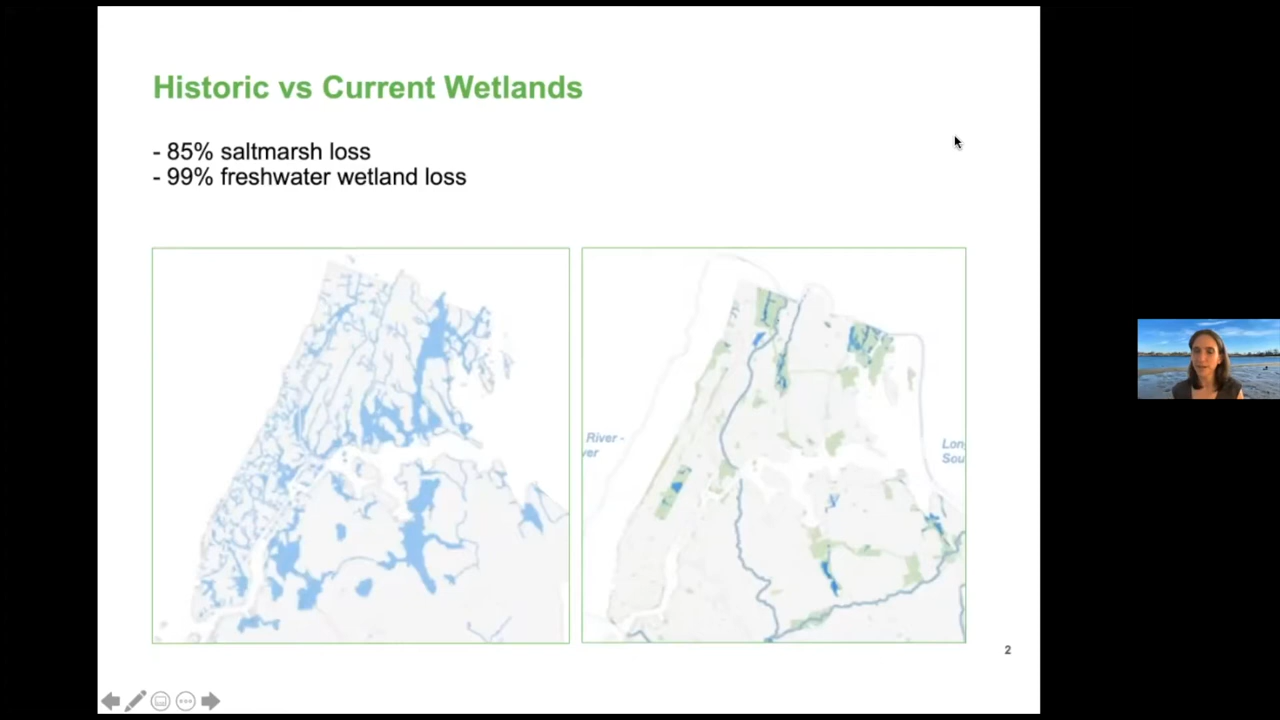 Historic vs Current Wetlands
- 85% saltmarsh loss
- 99% freshwater wetland loss
River -
ver
Lon
Sou
2